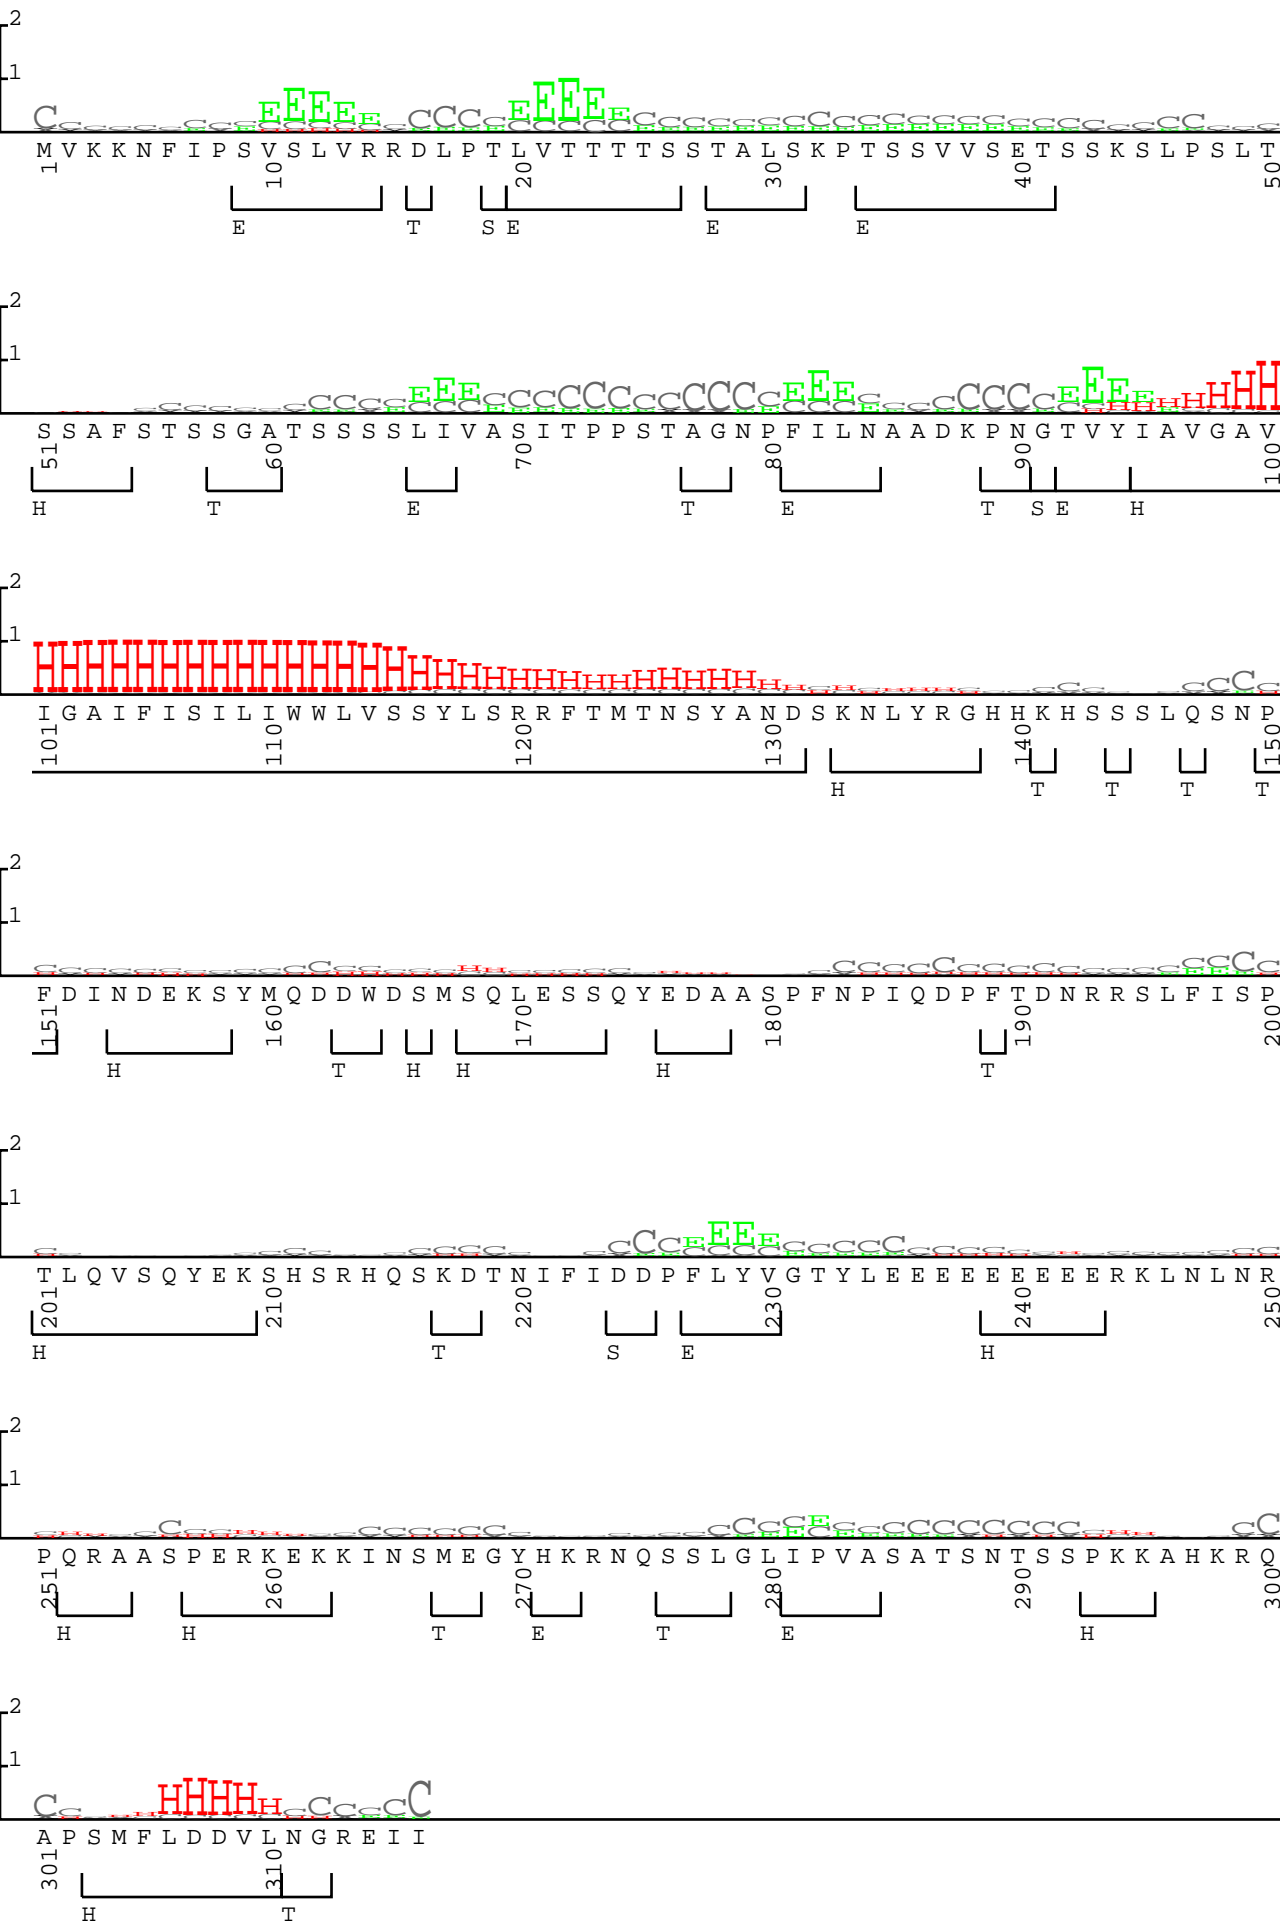 2
1
M V K K N F I P S V S L V R R D L P T L V T T T T S S T A L S K P T S S V V S E T S S K S L P S L T
1 10 20 30 40 50
E T S E E E
2
1
S S A F S T S S G A T S S S S L I V A S I T P P S T A G N P F I L N A A D K P N G T V Y I A V G A V
51 60 70 80 90 100
H T E T E T S E H
2
1
I G A I F I S I L I W W L V S S Y L S R R F T M T N S Y A N D S K N L Y R G H H K H S S S L Q S N P
101 110 120 130 140 150
H T T T T
2
1
F D I N D E K S Y M Q D D W D S M S Q L E S S Q Y E D A A S P F N P I Q D P F T D N R R S L F I S P
151 160 170 180 190 200
H T H H H T
2
1
T L Q V S Q Y E K S H S R H Q S K D T N I F I D D P F L Y V G T Y L E E E E E E E E E R K L N L N R
201 210 220 230 240 250
H T S E H
2
1
P Q R A A S P E R K E K K I N S M E G Y H K R N Q S S L G L I P V A S A T S N T S S P K K A H K R Q
251 260 270 280 290 300
H H T E T E H
2
1
A P S M F L D D V L N G R E I I
301 310
H T